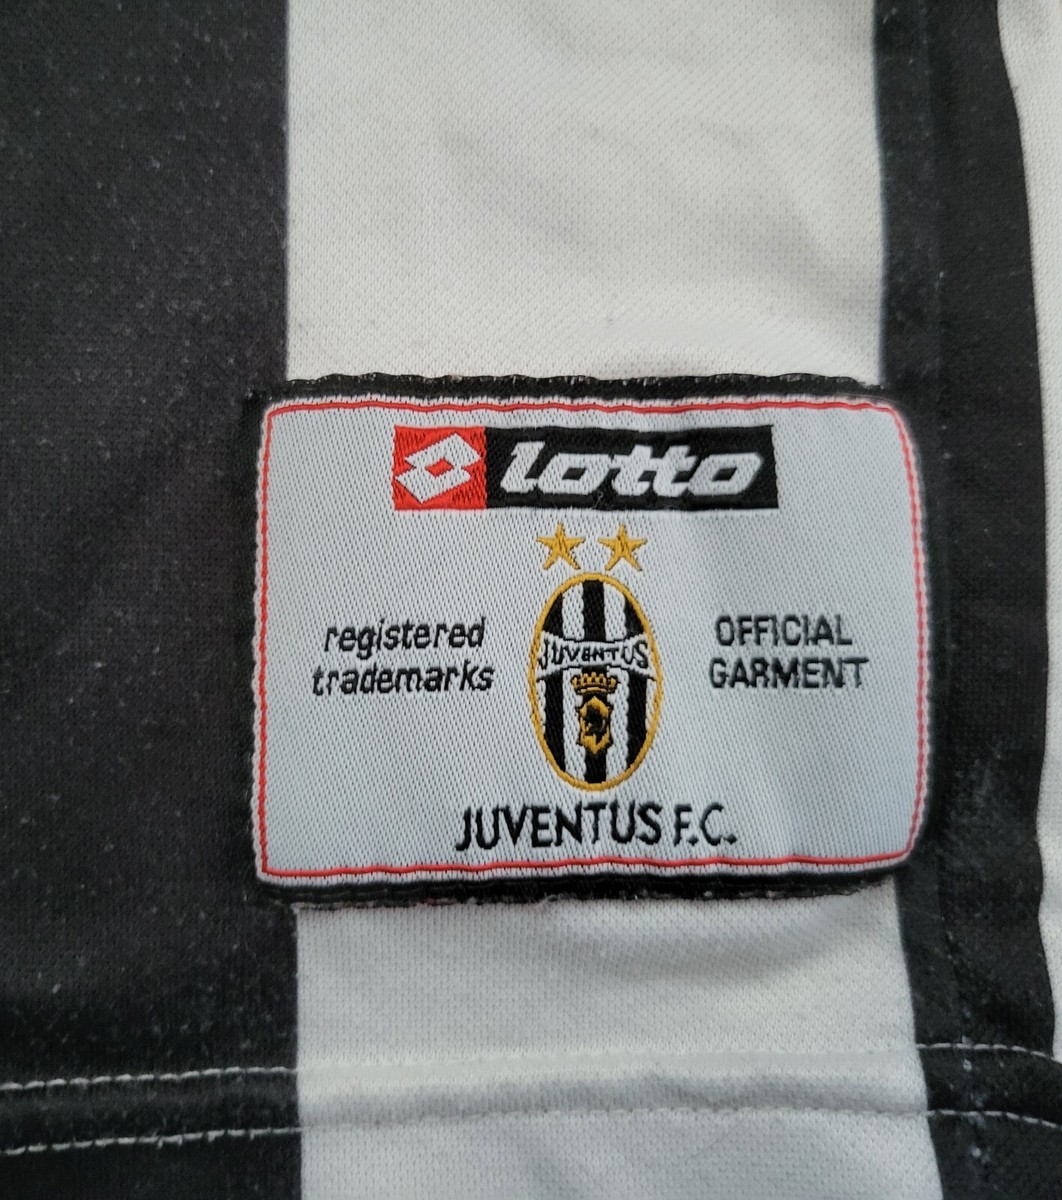 lotto
JUVENTUS
registered
trademarks
OFFICIAL
GARMENT
JUVENTUS F.C.